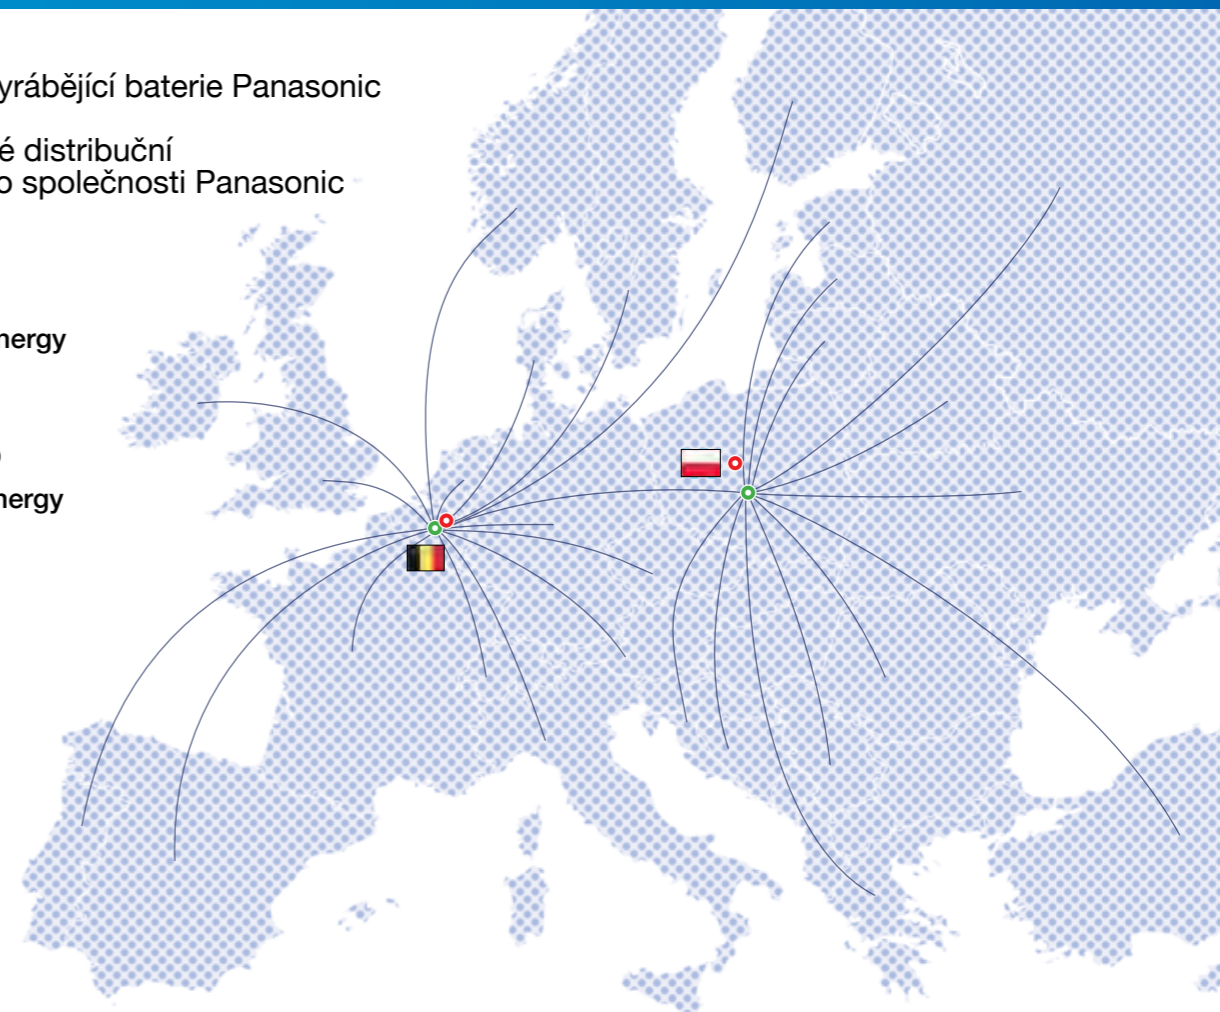 yrábějící baterie Panasonic
é distribuční
o společnosti Panasonic
nergy
)
nergy